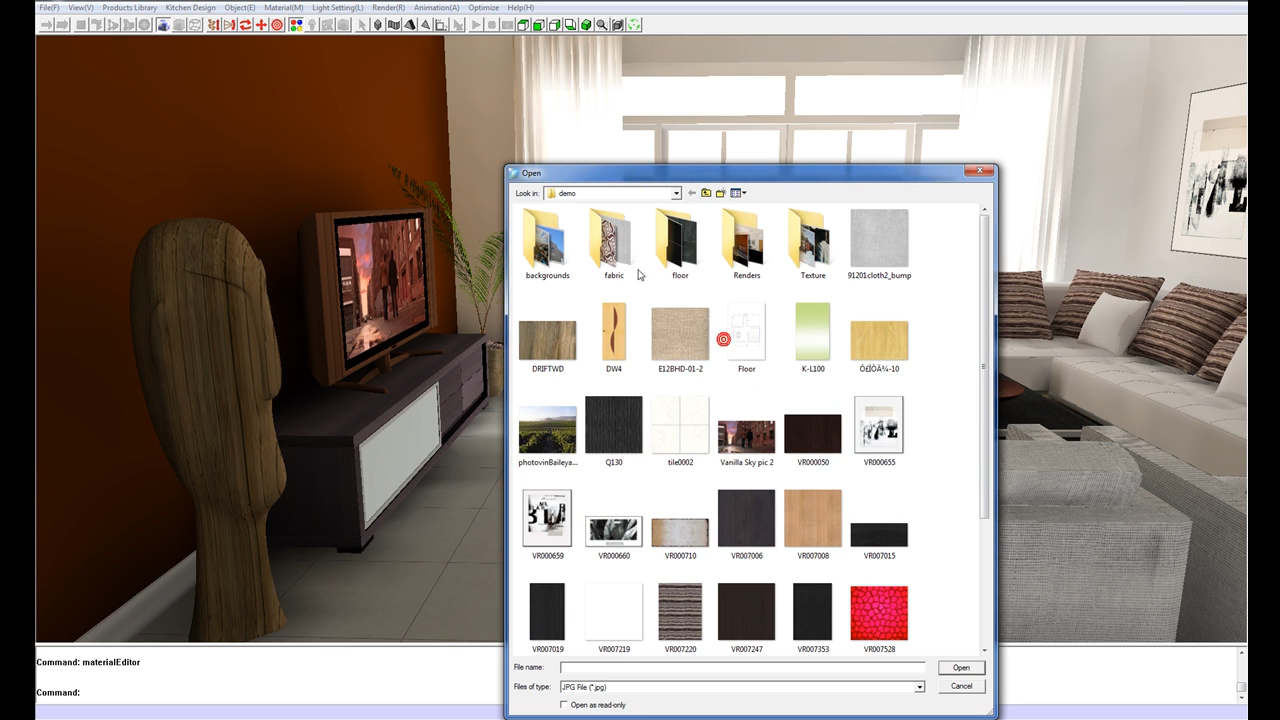 File(F) View(V) Products Library Kitchen Design Object(E) Material(M) Light Setting(L) Render(R) Animation(A) Optimize Help(H)
Open
Look in: demo
backgrounds fabric floor Renders Texture 91201cloth2_bump
DRIFTWD DW4 E12BHD-01-2 Floor K-L100 Ó£ÌÒÄ¾-10
photovinBaileya... Q130 tile0002 Vanilla Sky pic 2 VR000050 VR000655
VR000659 VR000660 VR000710 VR007006 VR007008 VR007015
VR007019 VR007219 VR007220 VR007247 VR007353 VR007528
File name: Open
Files of type: JPG File (*.jpg) Cancel
Open as read-only
Command: materialEditor
Command: